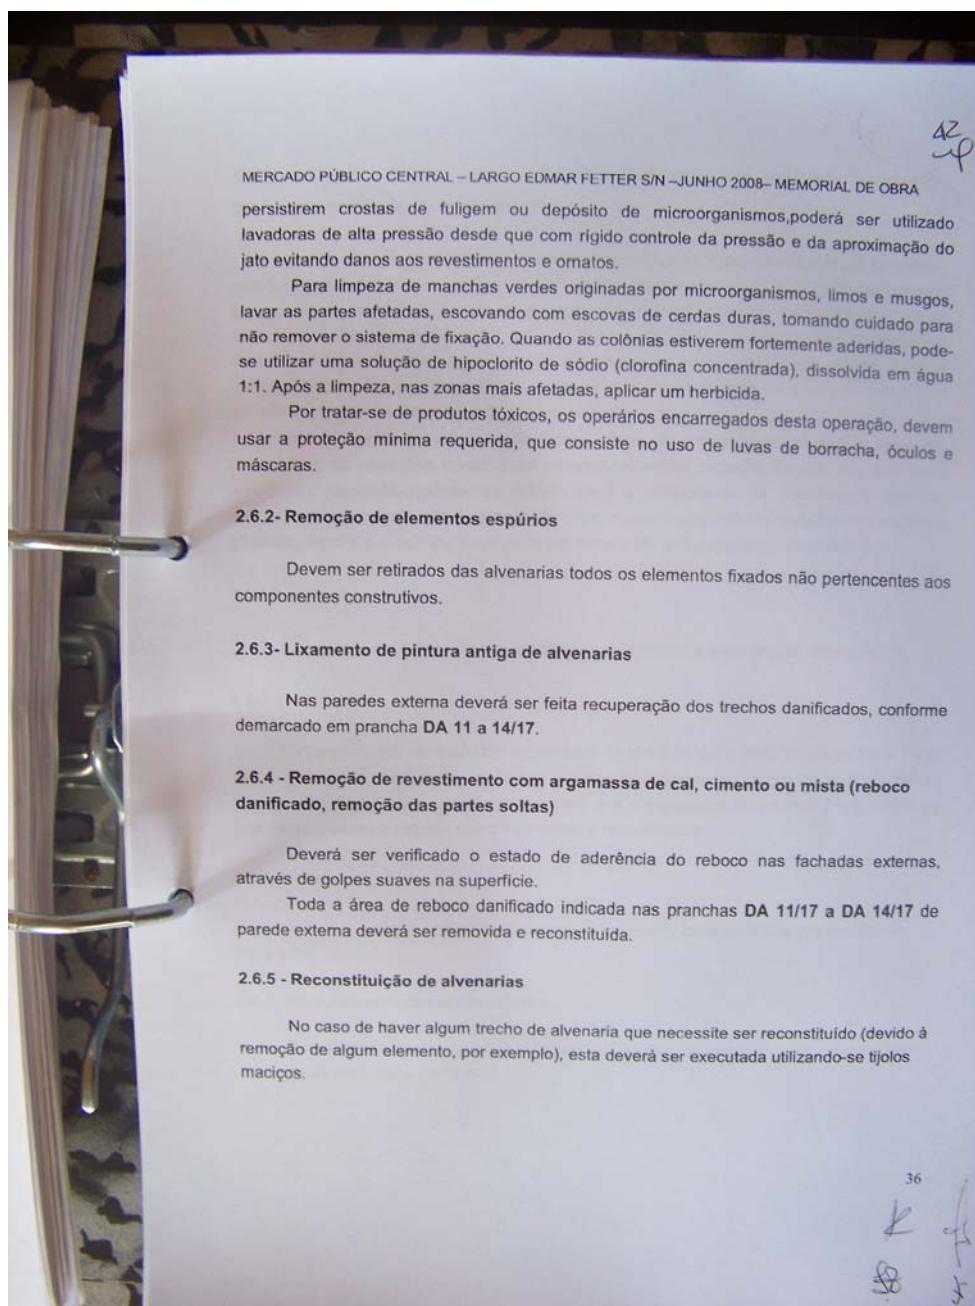 42
MERCADO PÚBLICO CENTRAL – LARGO EDMAR FETTER S/N –JUNHO 2008– MEMORIAL DE OBRA
persistirem crostas de fuligem ou depósito de microorganismos,poderá ser utilizado
lavadoras de alta pressão desde que com rígido controle da pressão e da aproximação do
jato evitando danos aos revestimentos e ornatos.
Para limpeza de manchas verdes originadas por microorganismos, limos e musgos,
lavar as partes afetadas, escovando com escovas de cerdas duras, tomando cuidado para
não remover o sistema de fixação. Quando as colônias estiverem fortemente aderidas, pode-
se utilizar uma solução de hipoclorito de sódio (clorofina concentrada), dissolvida em água
1:1. Após a limpeza, nas zonas mais afetadas, aplicar um herbicida.
Por tratar-se de produtos tóxicos, os operários encarregados desta operação, devem
usar a proteção mínima requerida, que consiste no uso de luvas de borracha, óculos e
máscaras.
2.6.2- Remoção de elementos espúrios
Devem ser retirados das alvenarias todos os elementos fixados não pertencentes aos
componentes construtivos.
2.6.3- Lixamento de pintura antiga de alvenarias
Nas paredes externa deverá ser feita recuperação dos trechos danificados, conforme
demarcado em prancha DA 11 a 14/17.
2.6.4 - Remoção de revestimento com argamassa de cal, cimento ou mista (reboco
danificado, remoção das partes soltas)
Deverá ser verificado o estado de aderência do reboco nas fachadas externas,
através de golpes suaves na superfície.
Toda a área de reboco danificado indicada nas pranchas DA 11/17 a DA 14/17 de
parede externa deverá ser removida e reconstituída.
2.6.5 - Reconstituição de alvenarias
No caso de haver algum trecho de alvenaria que necessite ser reconstituído (devido á
remoção de algum elemento, por exemplo), esta deverá ser executada utilizando-se tijolos
maciços.
36